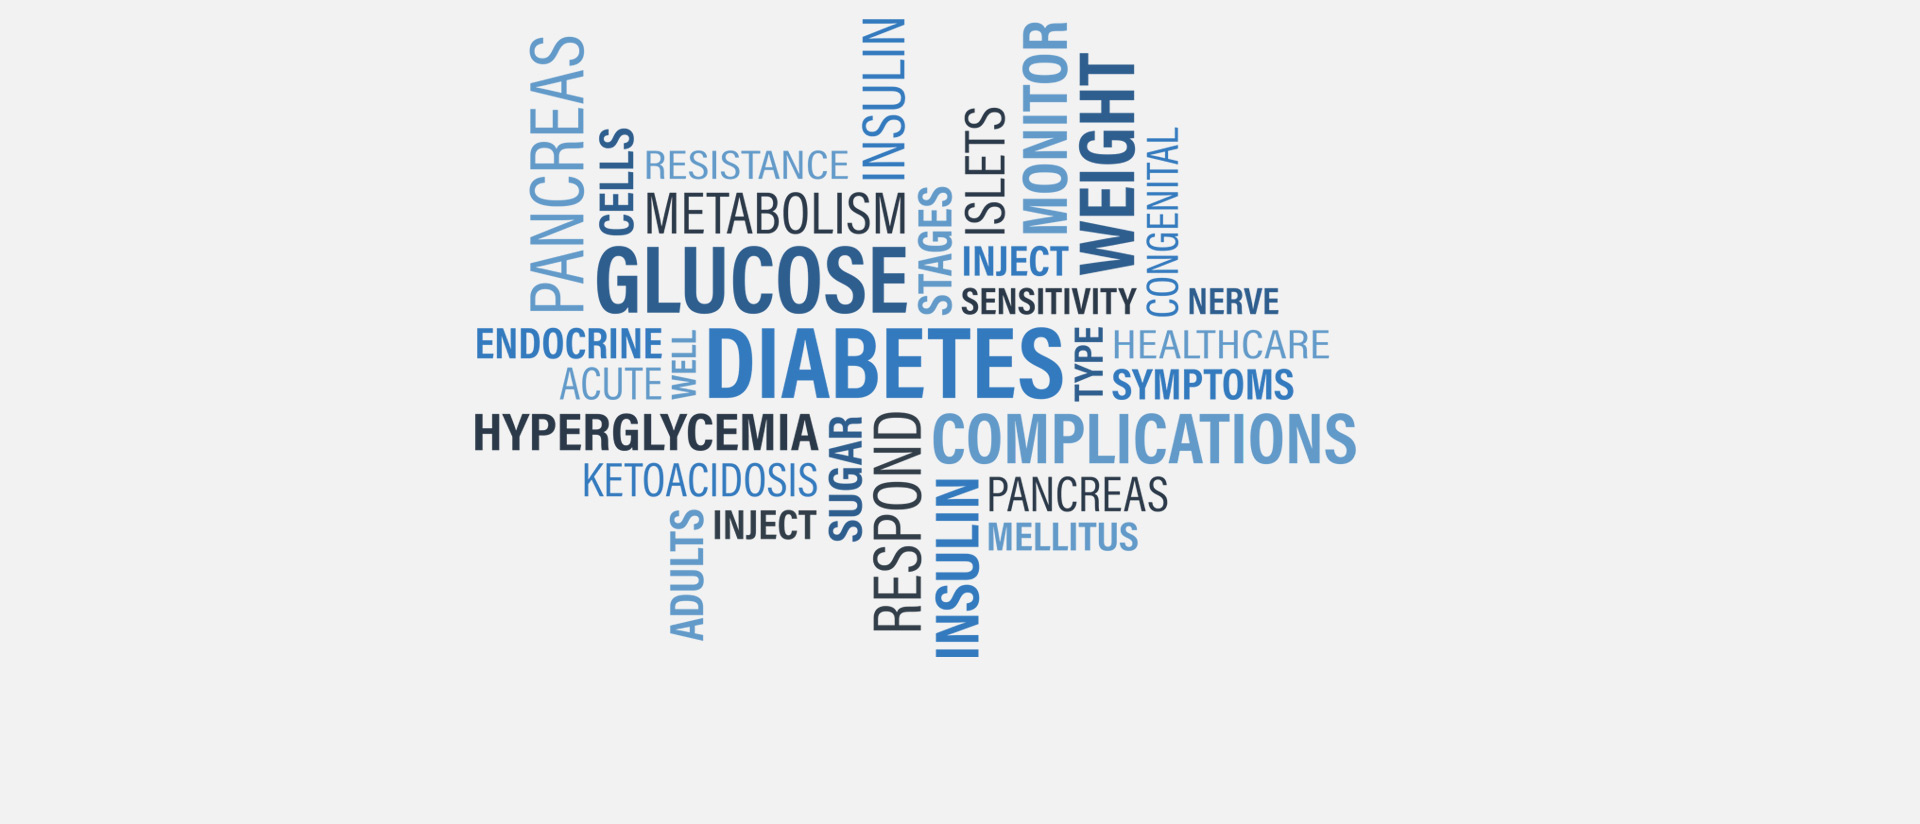 PANCREAS
CELLS
RESISTANCE
INSULIN
METABOLISM
GLUCOSE
STAGES
ISLETS
MONITOR
WEIGHT
CONGENITAL
INJECT
SENSITIVITY
NERVE
ENDOCRINE
ACUTE
WELL
DIABETES
TYPE
HEALTHCARE
SYMPTOMS
HYPERGLYCEMIA
KETOACIDOSIS
SUGAR
RESPOND
COMPLICATIONS
ADULTS
INJECT
INSULIN
PANCREAS
MELLITUS